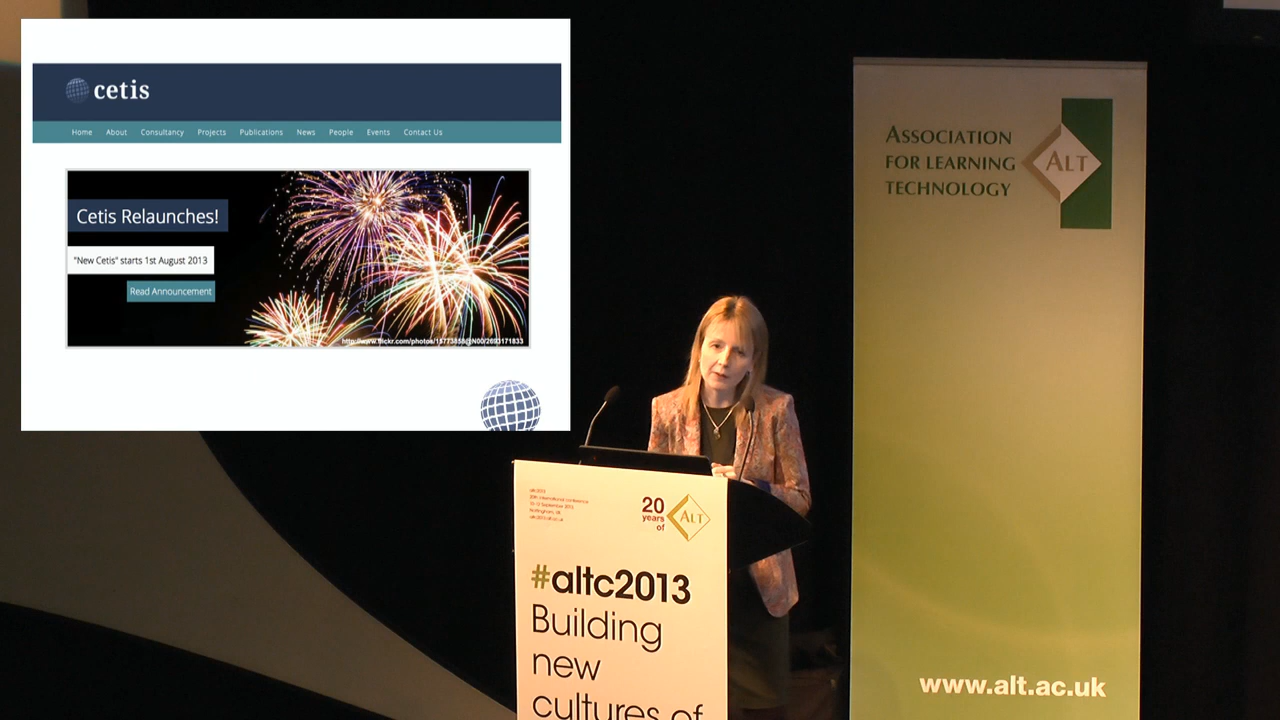 cetis
Home About Consultancy Projects Publications News People Events Contact Us
Cetis Relaunches!
"New Cetis" starts 1st August 2013
Read Announcement
ASSOCIATION
FOR LEARNING
TECHNOLOGY
ALT
20
years
of
ALT
#altc2013
Building
new
cultures of
www.alt.ac.uk